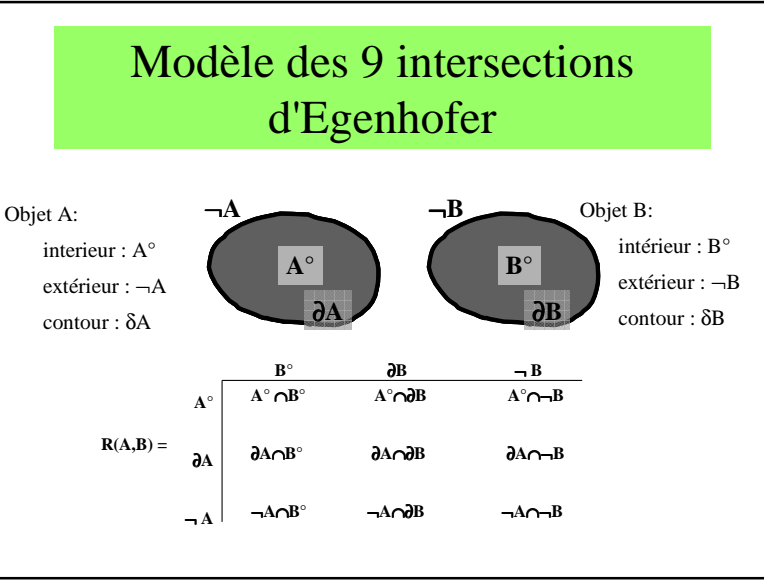 Modèle des 9 intersections
d'Egenhofer
Objet A:
interieur : A°
extérieur : ¬A
contour : δA
¬A
A°
∂A
¬B
B°
∂B
Objet B:
intérieur : B°
extérieur : ¬B
contour : δB
B° ∂B ¬ B
A° A° ∩B° A°∩∂B A°∩¬B
R(A,B) =
∂A ∂A∩B° ∂A∩∂B ∂A∩¬B
¬ A ¬A∩B° ¬A∩∂B ¬A∩¬B